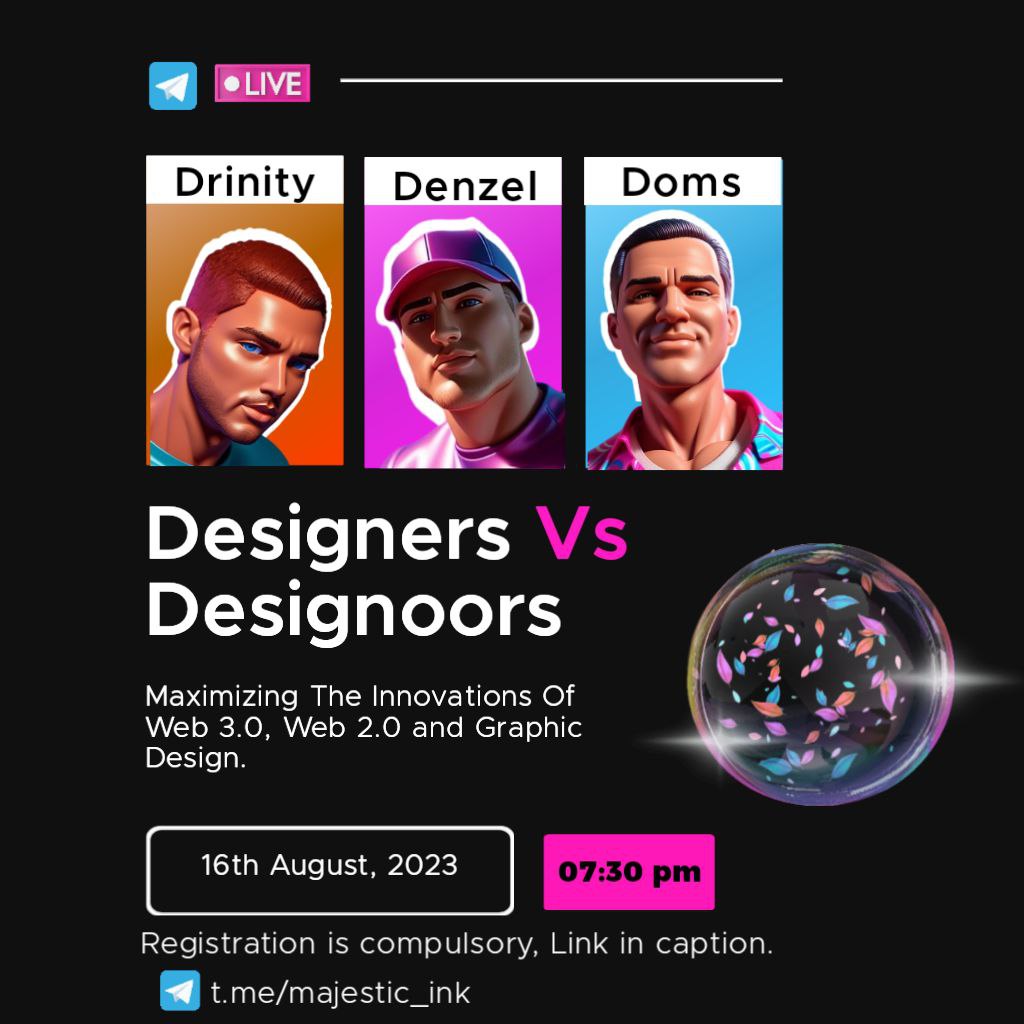 LIVE
Drinity
Denzel
Doms
Designers Vs
Designoors
Maximizing The Innovations Of
Web 3.0, Web 2.0 and Graphic
Design.
16th August, 2023
07:30 pm
Registration is compulsory, Link in caption.
t.me/majestic_ink